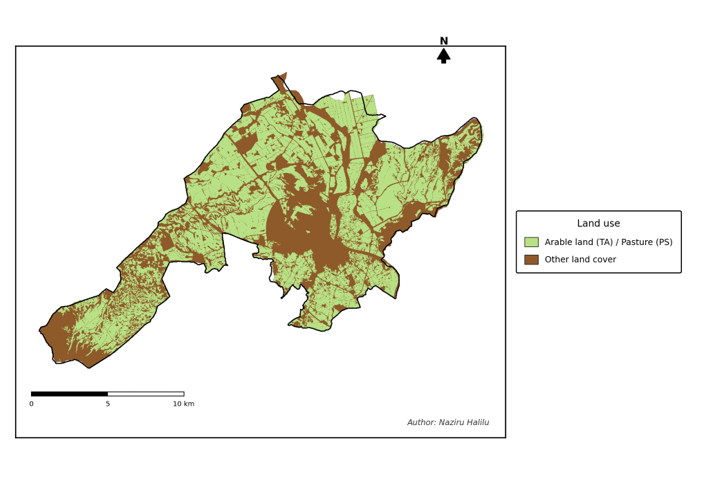 N
Land use
Arable land (TA) / Pasture (PS)
Other land cover
0 5 10 km
Author: Naziru Halilu